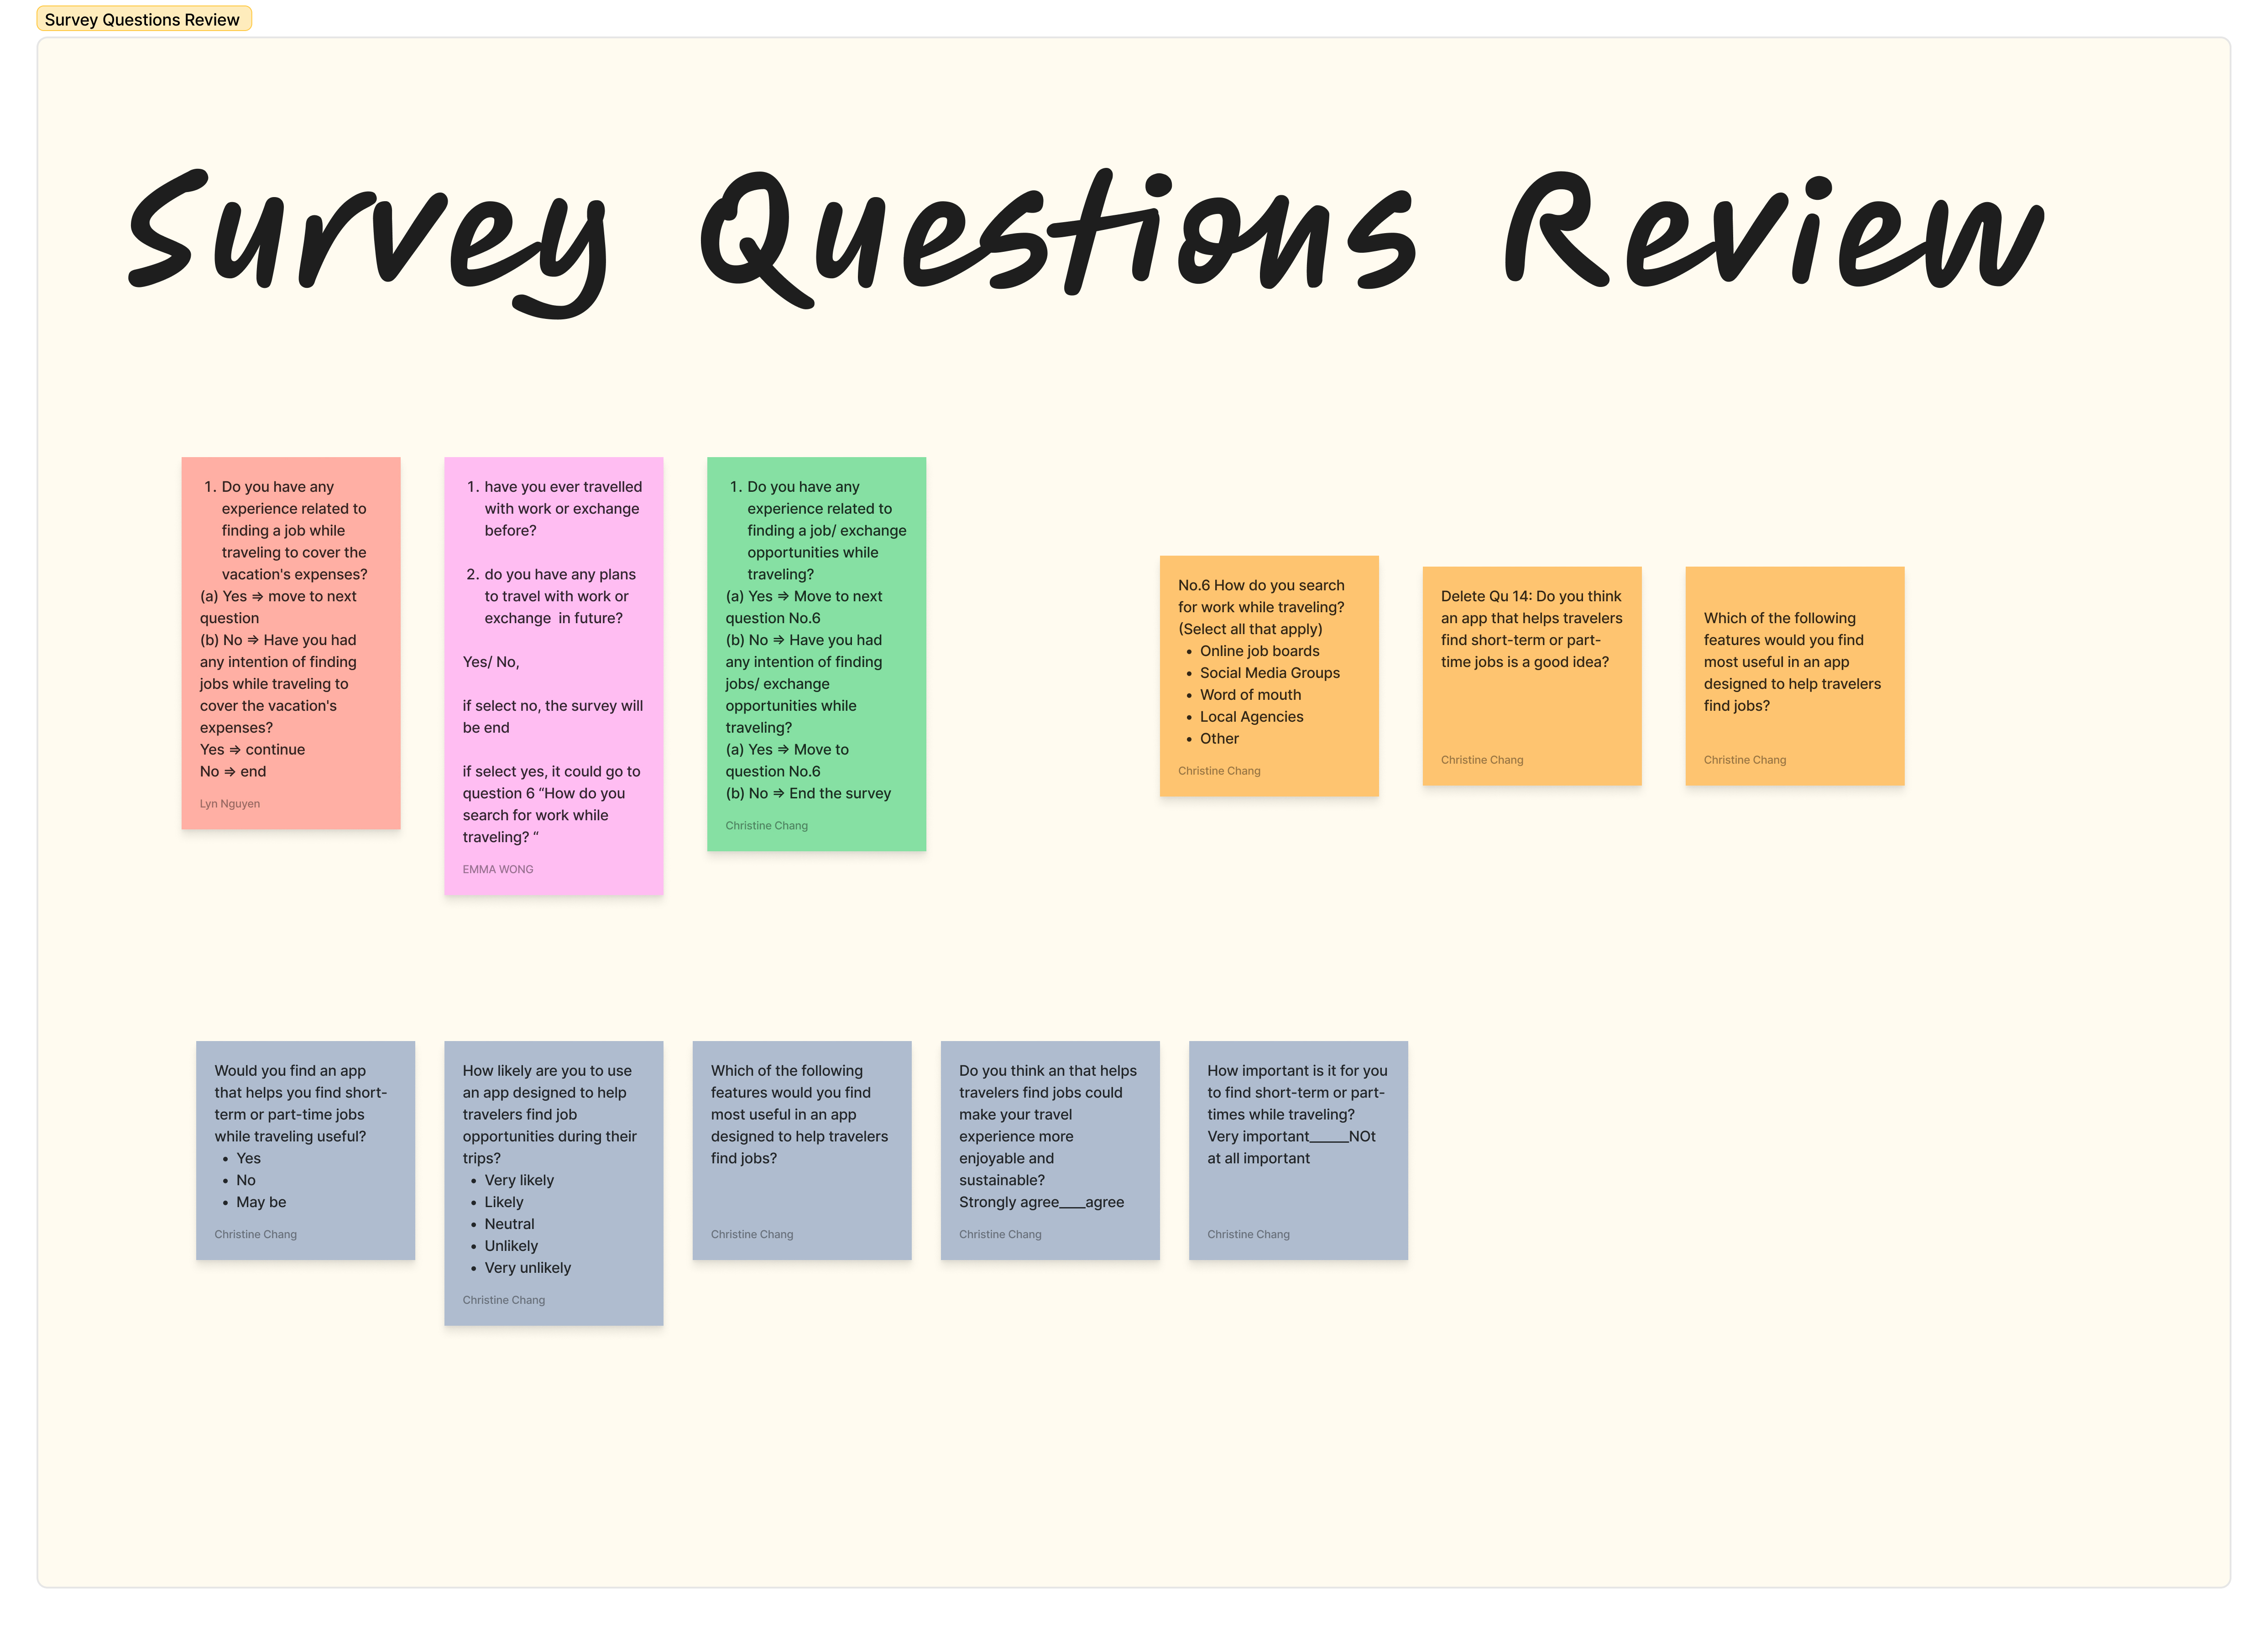 Survey Questions Review
Survey Questions Review
1. Do you have any
experience related to
finding a job while
traveling to cover the
vacation's expenses?
(a) Yes => move to next
question
(b) No => Have you had
any intention of finding
jobs while traveling to
cover the vacation's
expenses?
Yes => continue
No => end
Lyn Nguyen
1. have you ever travelled
with work or exchange
before?
2. do you have any plans
to travel with work or
exchange  in future?
Yes/ No,
if select no, the survey will
be end
if select yes, it could go to
question 6 “How do you
search for work while
traveling? “
EMMA WONG
1. Do you have any
experience related to
finding a job/ exchange
opportunities while
traveling?
(a) Yes => Move to next
question No.6
(b) No => Have you had
any intention of finding
jobs/ exchange
opportunities while
traveling?
(a) Yes => Move to
question No.6
(b) No => End the survey
Christine Chang
No.6 How do you search
for work while traveling?
(Select all that apply)
• Online job boards
• Social Media Groups
• Word of mouth
• Local Agencies
• Other
Christine Chang
Delete Qu 14: Do you think
an app that helps travelers
find short-term or part-
time jobs is a good idea?
Christine Chang
Which of the following
features would you find
most useful in an app
designed to help travelers
find jobs?
Christine Chang
Would you find an app
that helps you find short-
term or part-time jobs
while traveling useful?
• Yes
• No
• May be
Christine Chang
How likely are you to use
an app designed to help
travelers find job
opportunities during their
trips?
• Very likely
• Likely
• Neutral
• Unlikely
• Very unlikely
Christine Chang
Which of the following
features would you find
most useful in an app
designed to help travelers
find jobs?
Christine Chang
Do you think an that helps
travelers find jobs could
make your travel
experience more
enjoyable and
sustainable?
Strongly agree___agree
Christine Chang
How important is it for you
to find short-term or part-
times while traveling?
Very important_____NOt
at all important
Christine Chang